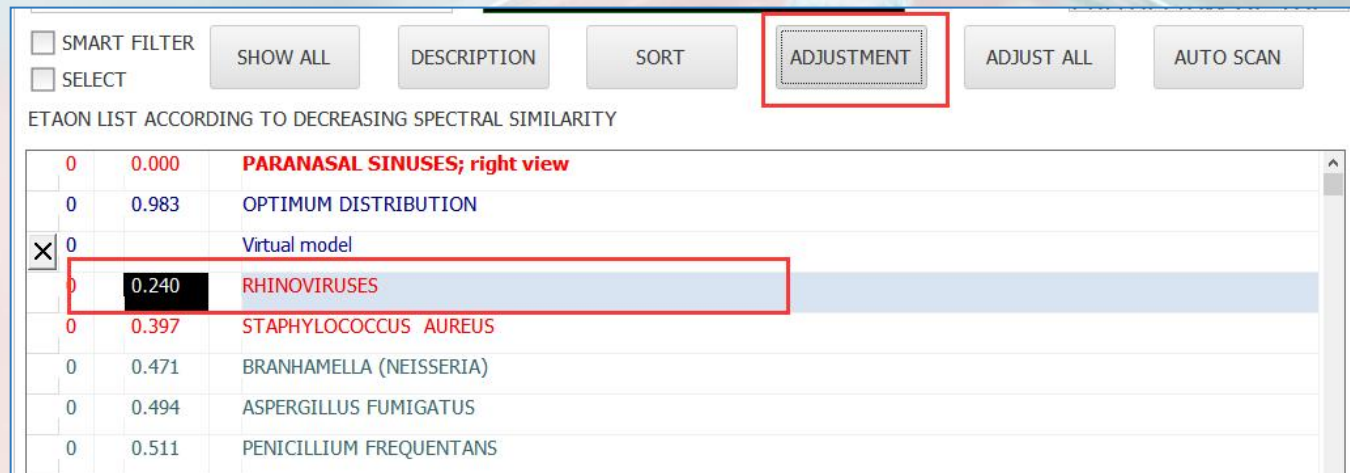 SMART FILTER
SELECT
SHOW ALL
DESCRIPTION
SORT
ADJUSTMENT
ADJUST ALL
AUTO SCAN
ETAON LIST ACCORDING TO DECREASING SPECTRAL SIMILARITY
0 0.000 PARANASAL SINUSES; right view
0 0.983 OPTIMUM DISTRIBUTION
0 Virtual model
0 0.240 RHINOVIRUSES
0 0.397 STAPHYLOCOCCUS AUREUS
0 0.471 BRANHAMELLA (NEISSERIA)
0 0.494 ASPERGILLUS FUMIGATUS
0 0.511 PENICILLIUM FREQUENTANS